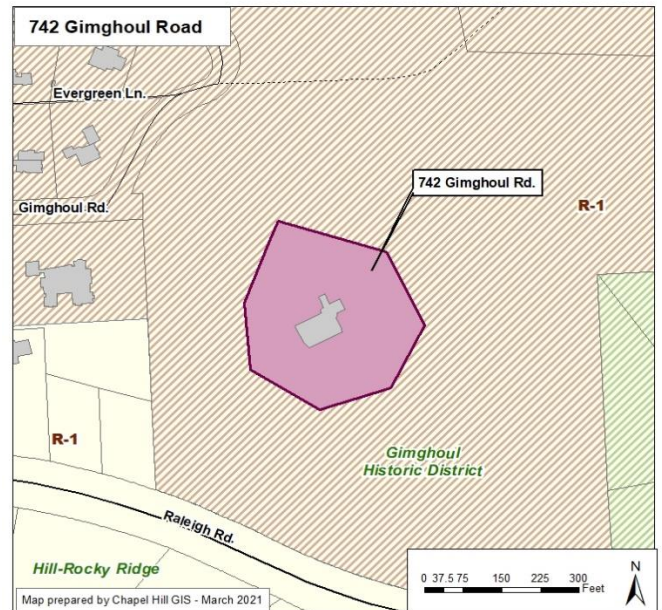 742 Gimghoul Road
Evergreen Ln.
742 Gimghoul Rd.
R-1
Gimghoul Rd.
R-1
Gimghoul
Historic District
Raleigh Rd.
Hill-Rocky Ridge
0 37.5 75 150 225 300
Feet
N
Map prepared by Chapel Hill GIS - March 2021